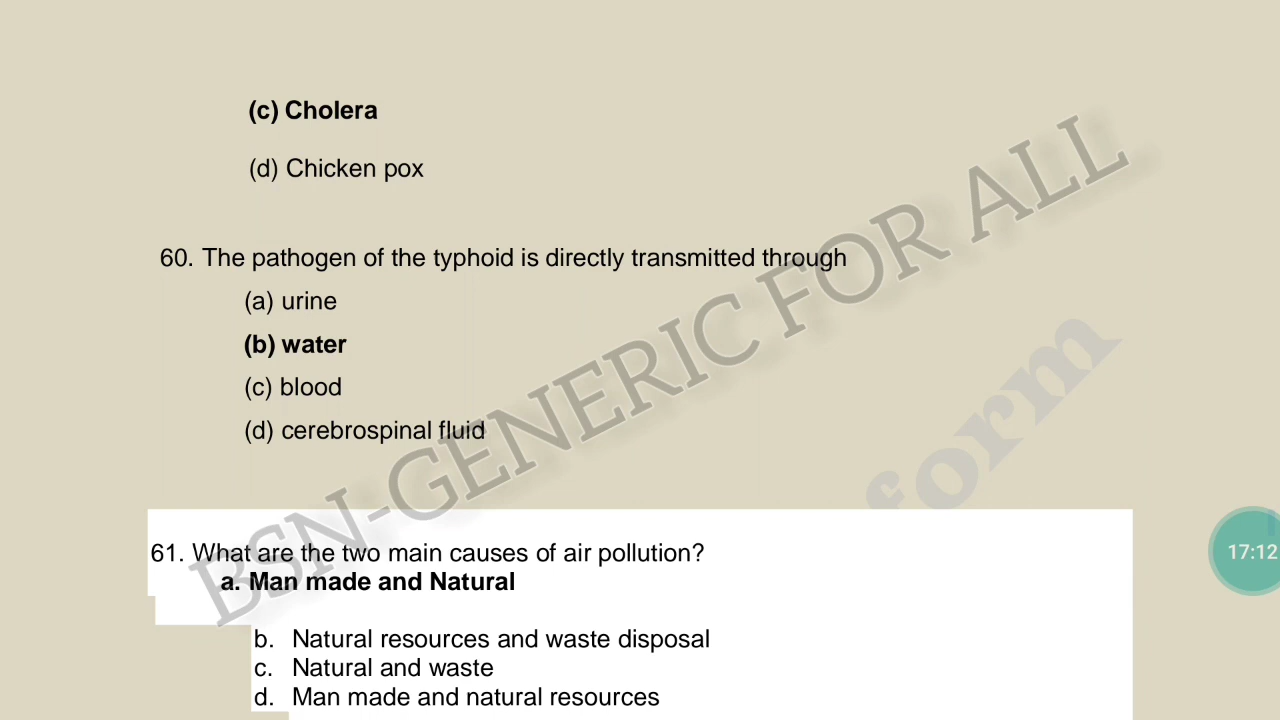 (c) Cholera
(d) Chicken pox
60. The pathogen of the typhoid is directly transmitted through
(a) urine
(b) water
(c) blood
(d) cerebrospinal fluid
BSN-GENERIC FOR ALL
form
61. What are the two main causes of air pollution?
a. Man made and Natural
17:12
b. Natural resources and waste disposal
c. Natural and waste
d. Man made and natural resources